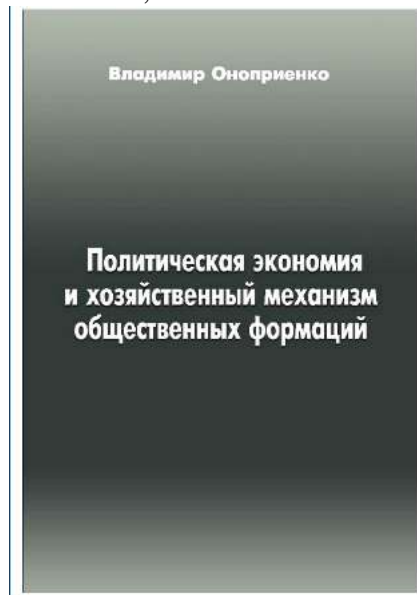 Владимир Оноприенко
Политическая экономия
и хозяйственный механизм
общественных формаций